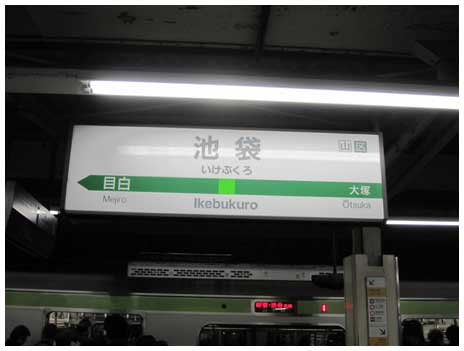 池袋
いけぶくろ
山 区
目白
大塚
Mejiro
Ikebukuro
Ōtsuka